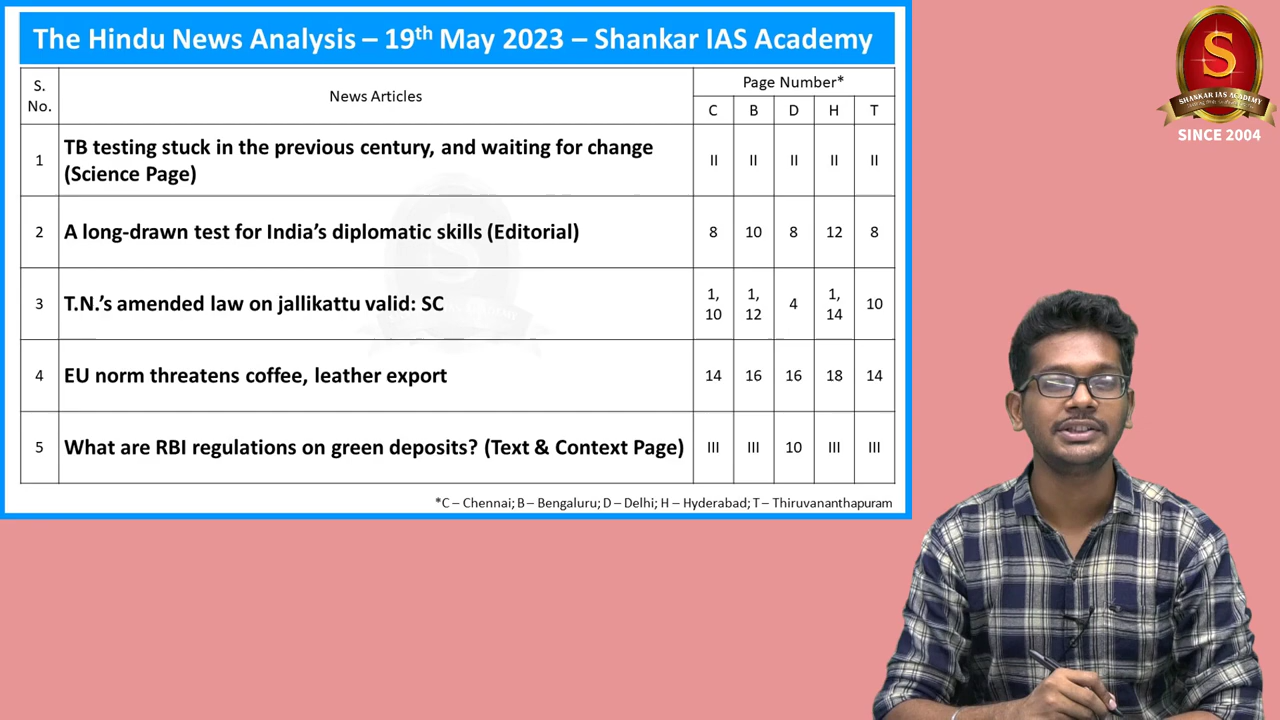 The Hindu News Analysis – 19th May 2023 – Shankar IAS Academy
S. No.
News Articles
Page Number*
C B D H T
1
TB testing stuck in the previous century, and waiting for change
(Science Page)
II II II II II
2 A long-drawn test for India’s diplomatic skills (Editorial) 8 10 8 12 8
3 T.N.’s amended law on jallikattu valid: SC 1, 10 1, 12 4 1, 14 10
4 EU norm threatens coffee, leather export 14 16 16 18 14
5 What are RBI regulations on green deposits? (Text & Context Page) III III 10 III III
*C – Chennai; B – Bengaluru; D – Delhi; H – Hyderabad; T – Thiruvananthapuram
S
SHANKAR IAS ACADEMY
SINCE 2004